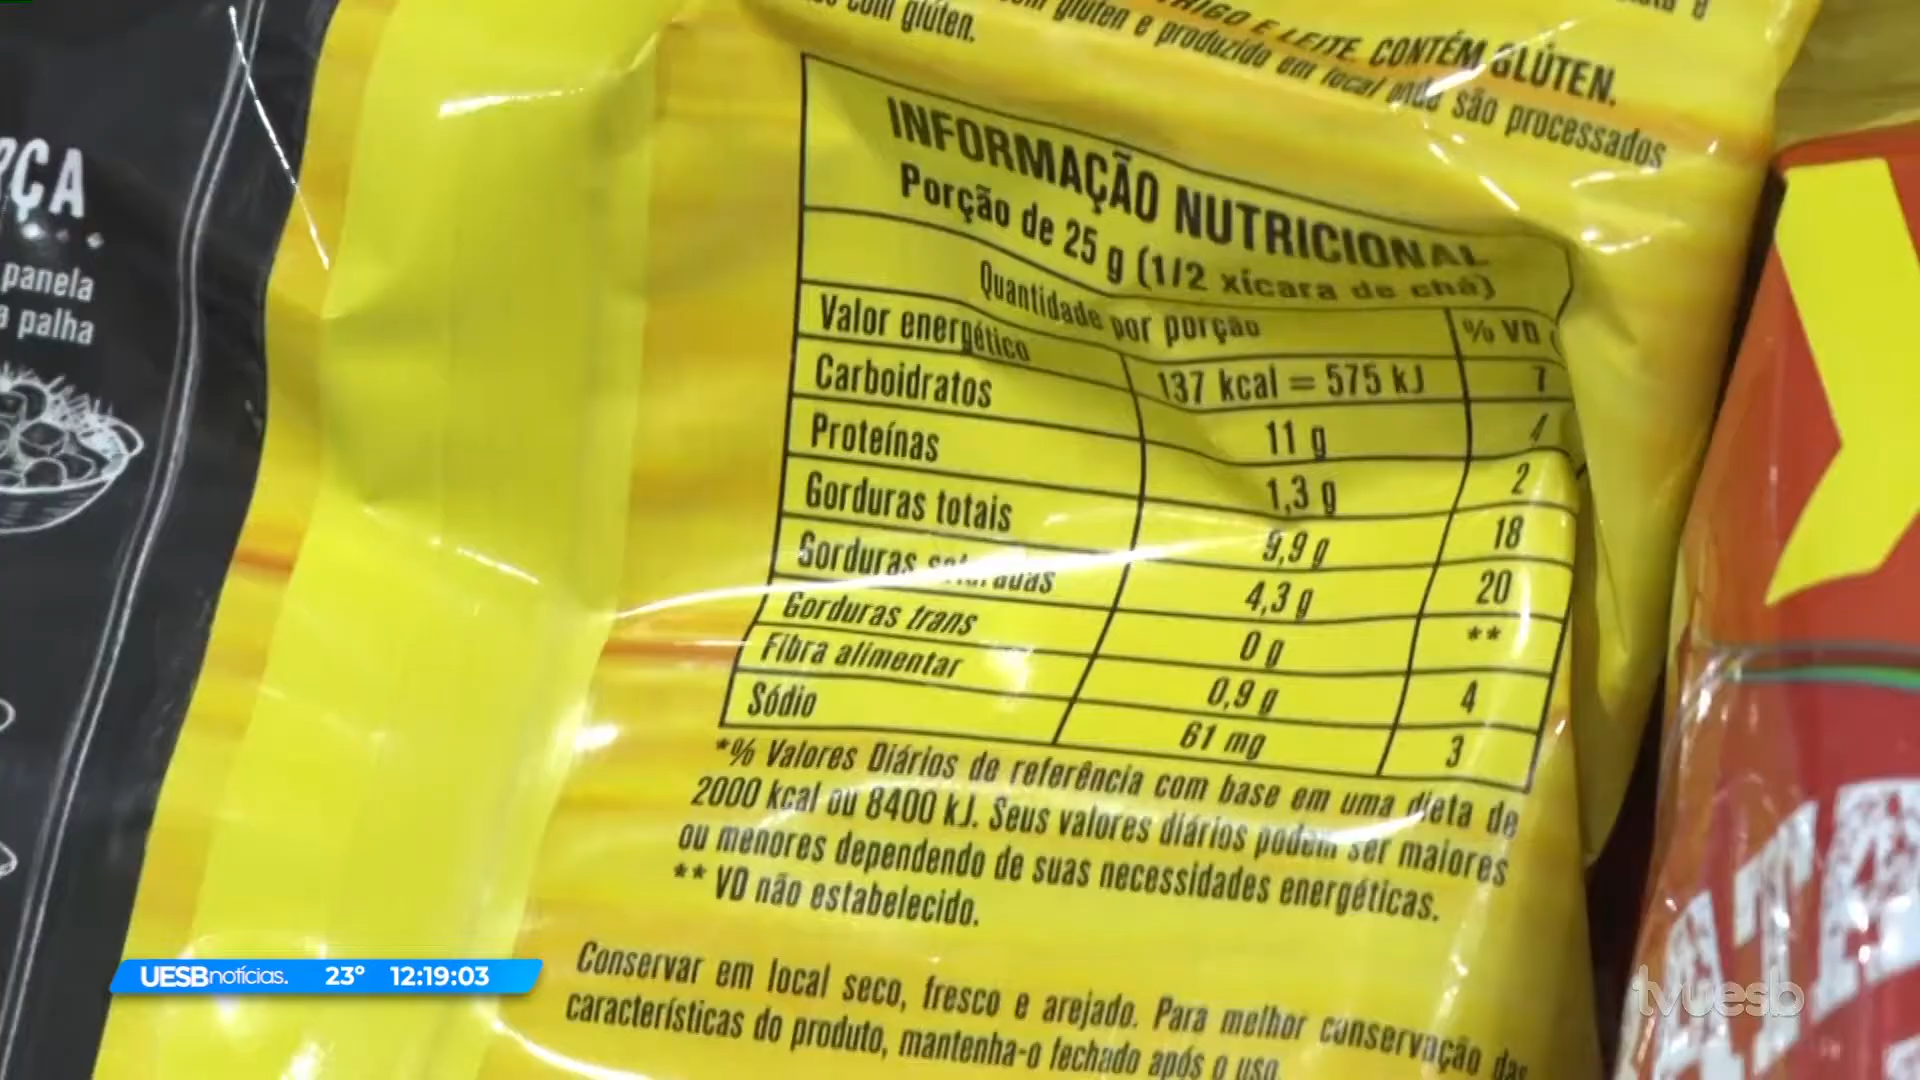 RÇA
panela
palha
com glúten.
glúten e produzido em local onde são processados
TRIGO E LEITE. CONTÉM GLÚTEN.
INFORMAÇÃO NUTRICIONAL
Porção de 25 g (1/2 xícara de chá)
Quantidade por porção % VD (
Valor energético 137 kcal = 575 kJ 7
Carboidratos 11 g 4
Proteínas 1,3 g 2
Gorduras totais 9,9 g 18
Gorduras saturadas 4,3 g 20
Gorduras trans 0 g **
Fibra alimentar 0,9 g 4
Sódio 61 mg 3
*% Valores Diários de referência com base em uma dieta de
2000 kcal ou 8400 kJ. Seus valores diários podem ser maiores
ou menores dependendo de suas necessidades energéticas.
** VD não estabelecido.
Conservar em local seco, fresco e arejado. Para melhor conservação das
características do produto, mantenha-o fechado após o uso.
UESBnotícias. 23° 12:19:03
tvuesb